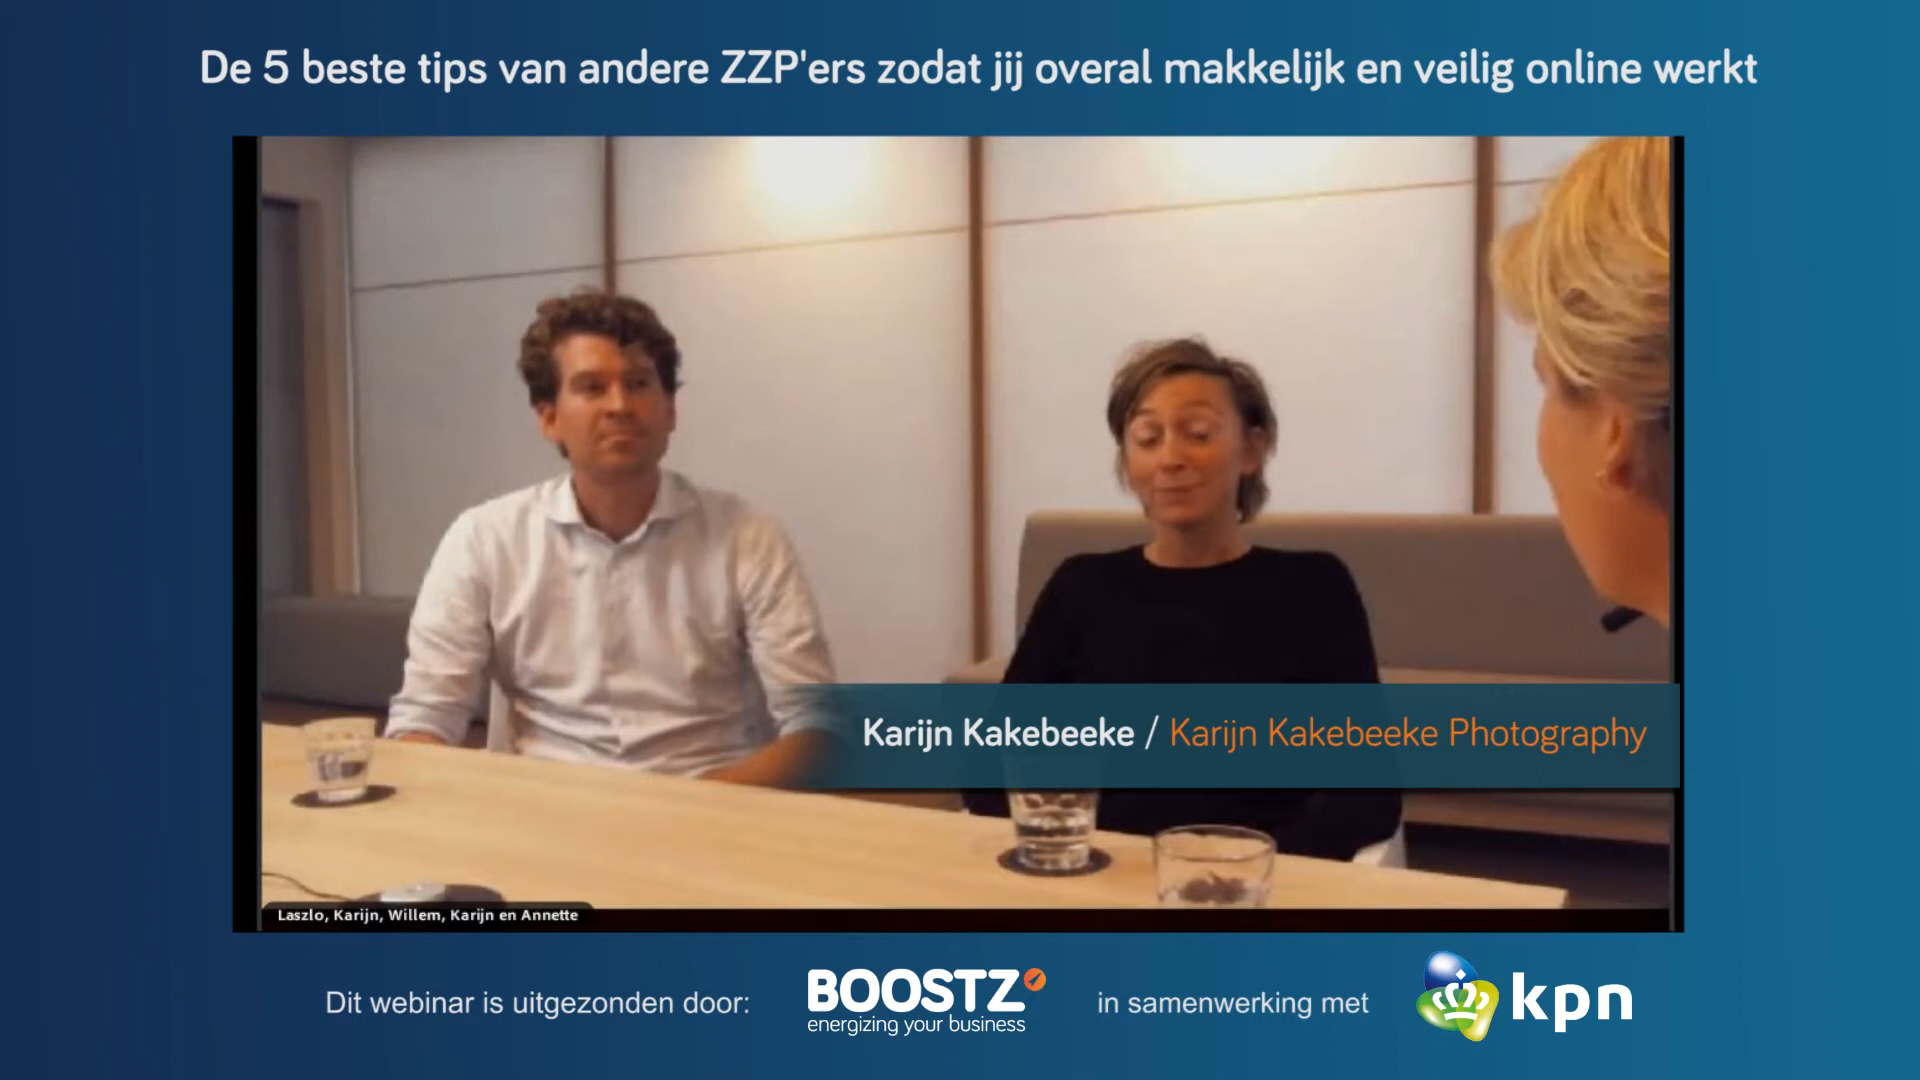 De 5 beste tips van andere ZZP'ers zodat jij overal makkelijk en veilig online werkt
Karijn Kakebeeke / Karijn Kakebeeke Photography
Laszlo, Karijn, Willem, Karijn en Annette
Dit webinar is uitgezonden door:
BOOSTZ
energizing your business
in samenwerking met
kpn